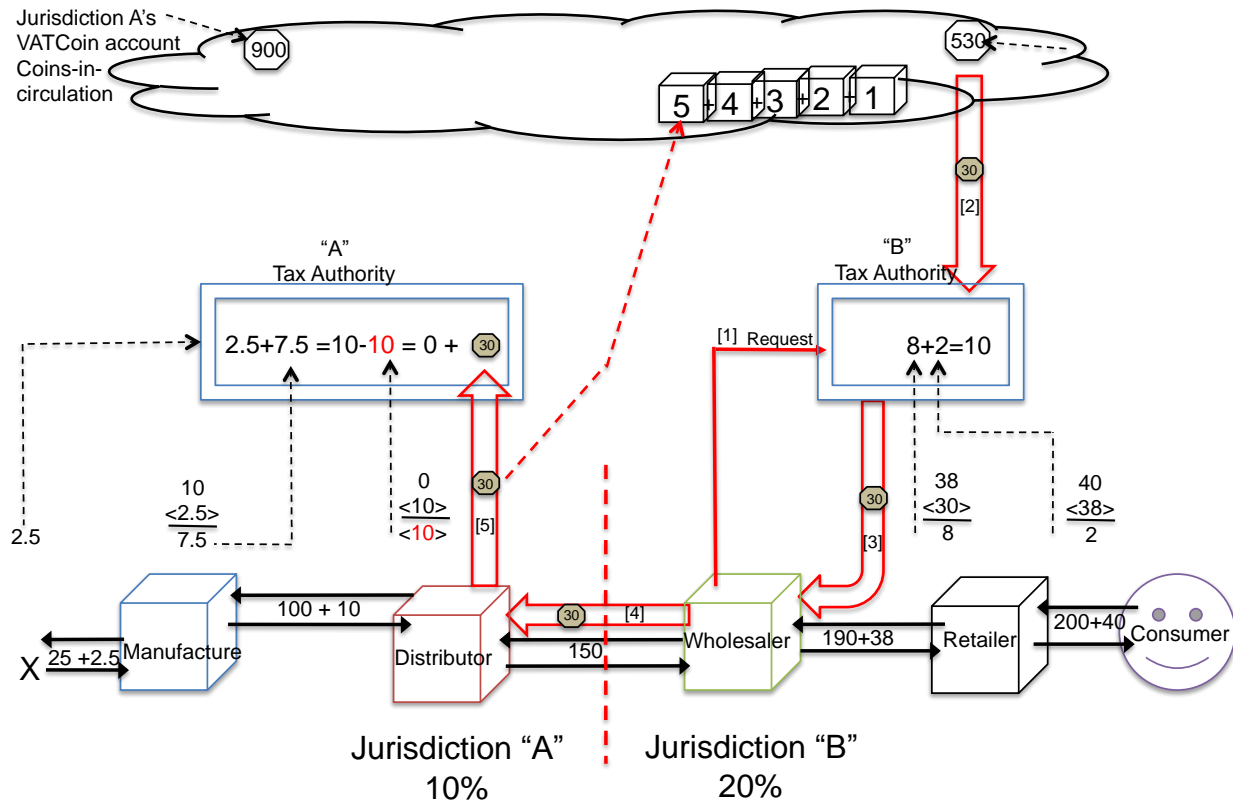 Jurisdiction A's
VATCoin account
Coins-in-
circulation
900
530
5 + 4 + 3 + 2 + 1
30
[2]
"A"
Tax Authority
"B"
Tax Authority
2.5+7.5 =10-10 = 0 + 30
[1] Request
8+2=10
2.5
10
<2.5>
7.5
0
<10>
<10>
30
[5]
30
[3]
38
<30>
8
40
<38>
2
X
25 +2.5
Manufacture
100 + 10
Distributor
30 [4]
150
Wholesaler
190+38
Retailer
200+40
Consumer
Jurisdiction "A"
10%
Jurisdiction "B"
20%